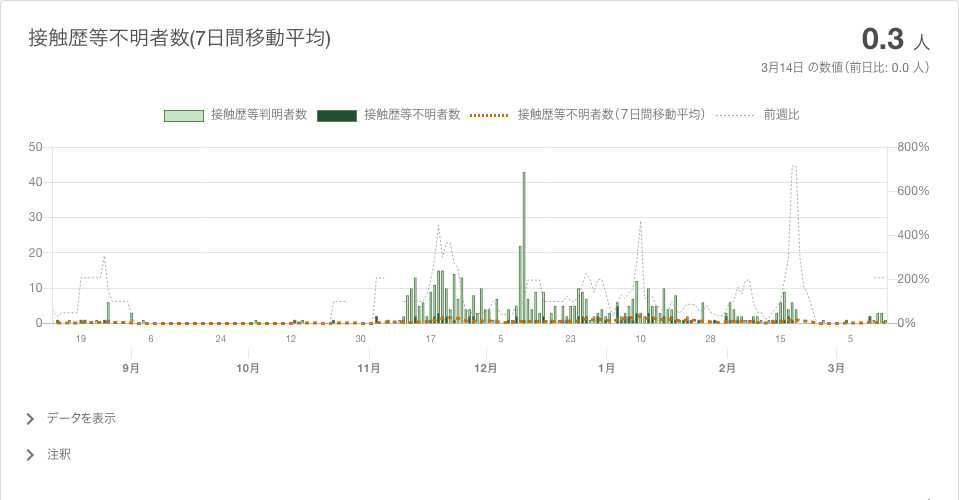 接触歴等不明者数(7日間移動平均)
0.3 人
3月14日 の数値（前日比: 0.0 人）
接触歴等判明者数 接触歴等不明者数 接触歴等不明者数（7日間移動平均） 前週比
50 800%
40 600%
30 400%
20 200%
10 0%
0
19 6 24 12 30 17 5 23 10 28 15 5
9月 10月 11月 12月 1月 2月 3月
データを表示
注釈